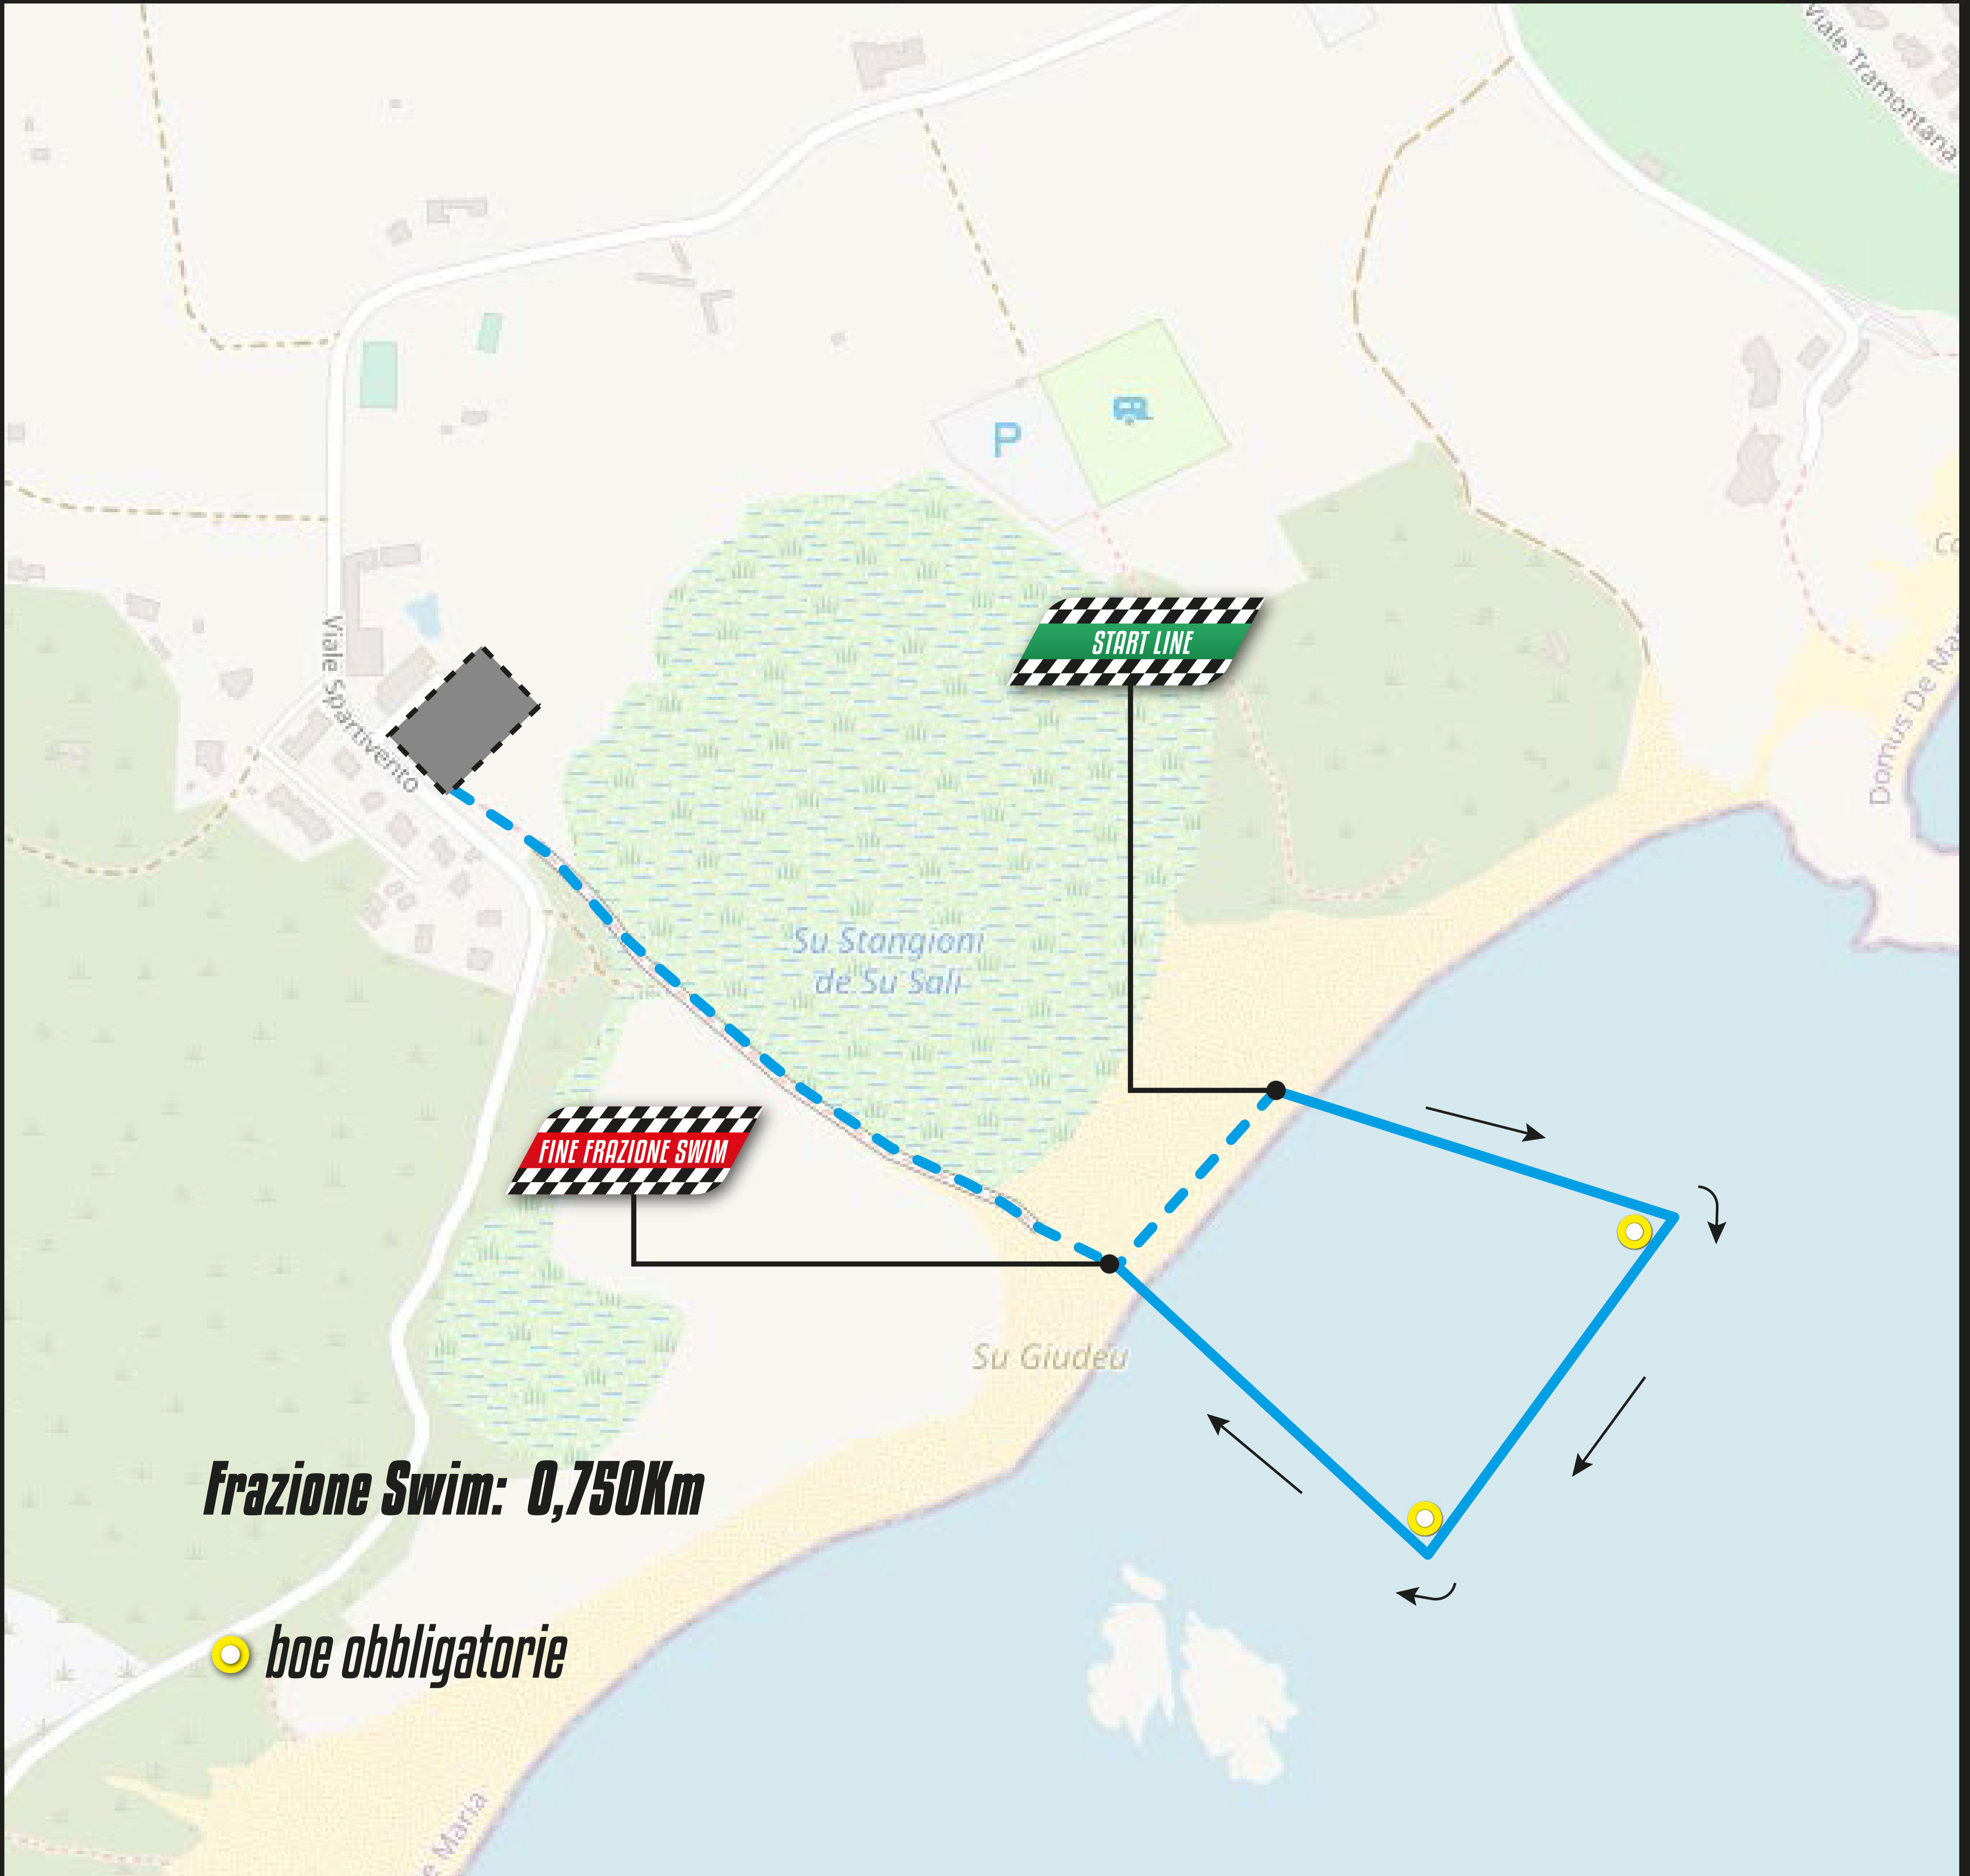 Viale Tramontana
P
START LINE
Viale Spartivento
Su Stangioni
de Su Sali
FINE FRAZIONE SWIM
Su Giudeu
Frazione Swim: 0,750Km
boe obbligatorie
Domus De Ma
Maria